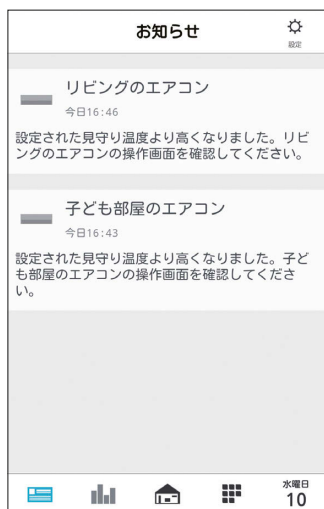 お知らせ
設定
リビングのエアコン
今日16:46
設定された見守り温度より高くなりました。リビ
ングのエアコンの操作画面を確認してください。
子ども部屋のエアコン
今日16:43
設定された見守り温度より高くなりました。子ど
も部屋のエアコンの操作画面を確認してくださ
い。
水曜日
10